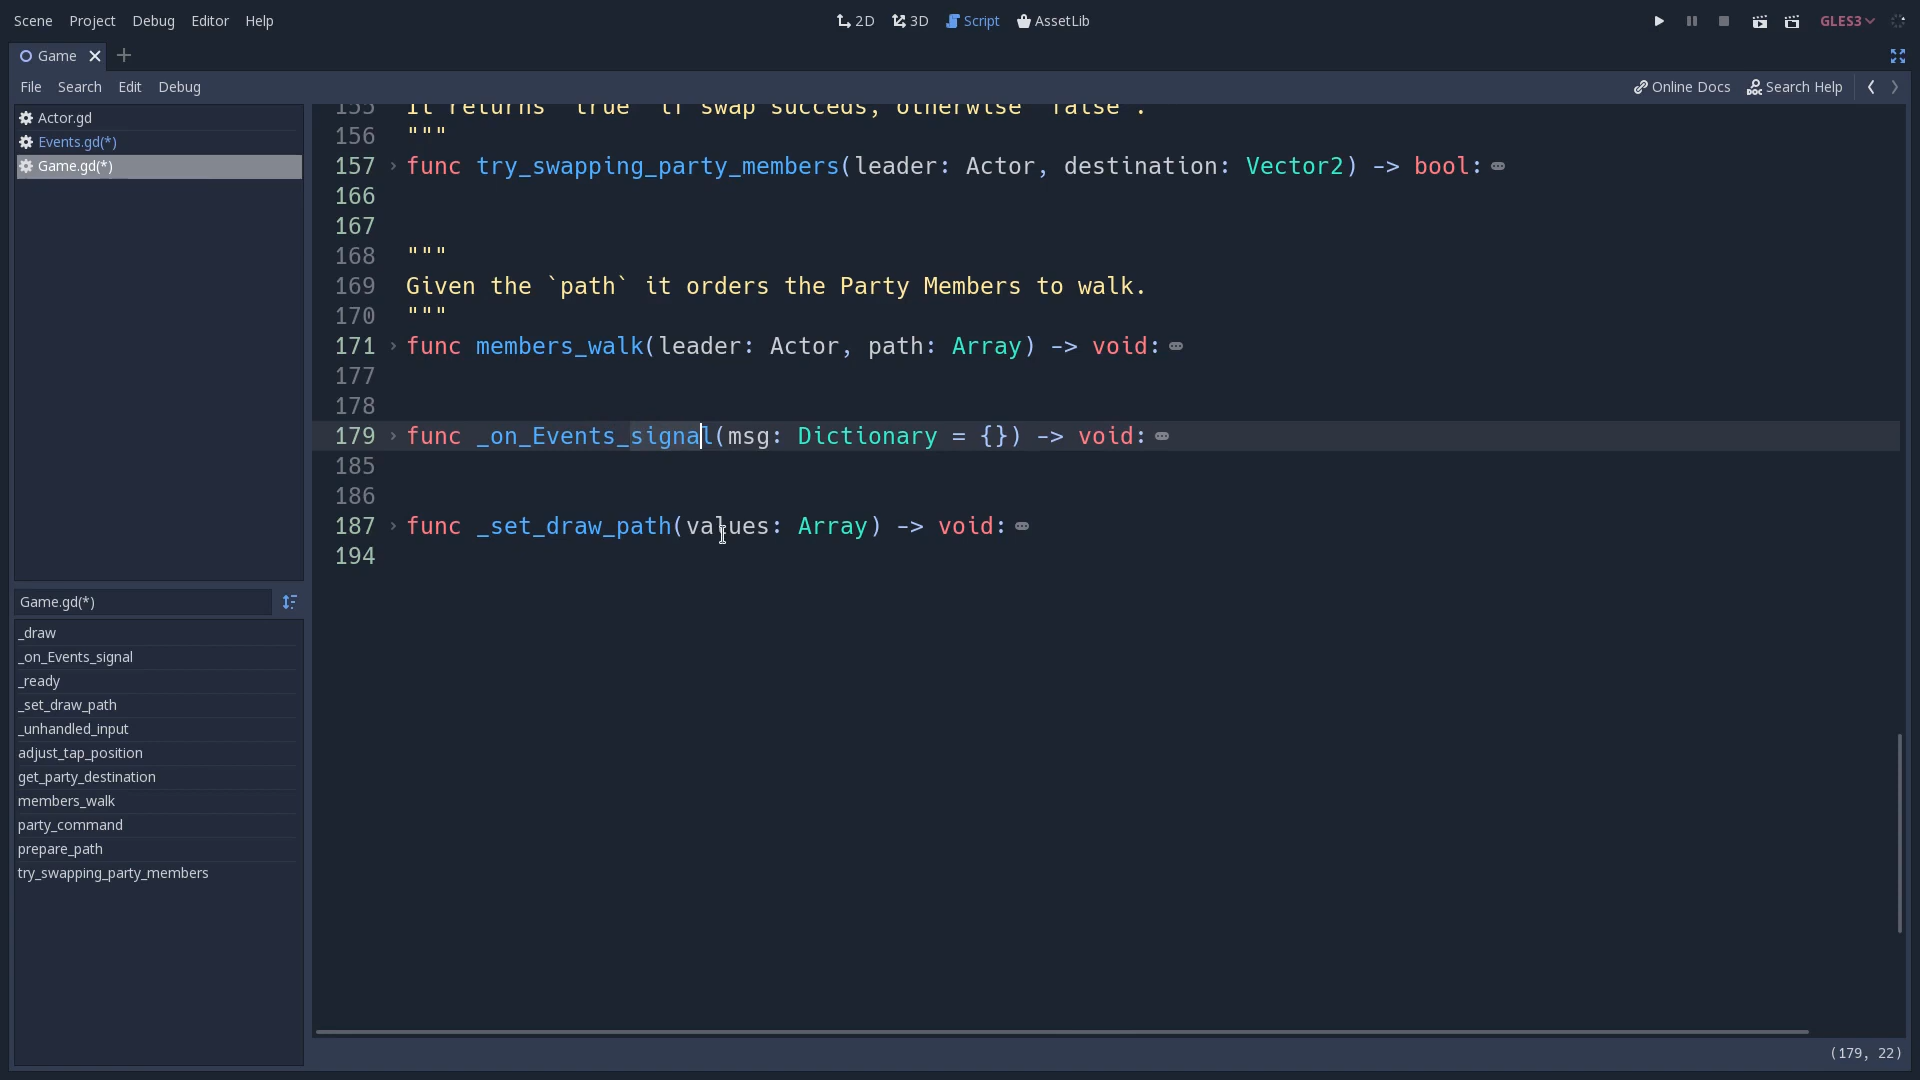 Scene Project Debug Editor Help
2D 3D Script AssetLib
GLES3
Game
File Search Edit Debug
Online Docs Search Help
Actor.gd
Events.gd(*)
Game.gd(*)
155 It returns `true` if swap succeds, otherwise `false`.
156 """
157 func try_swapping_party_members(leader: Actor, destination: Vector2) -> bool:
166
167
168 """
169 Given the `path` it orders the Party Members to walk.
170 """
171 func members_walk(leader: Actor, path: Array) -> void:
177
178
179 func _on_Events_signal(msg: Dictionary = {}) -> void:
185
186
187 func _set_draw_path(values: Array) -> void:
194
Game.gd(*)
_draw
_on_Events_signal
_ready
_set_draw_path
_unhandled_input
adjust_tap_position
get_party_destination
members_walk
party_command
prepare_path
try_swapping_party_members
(179, 22)